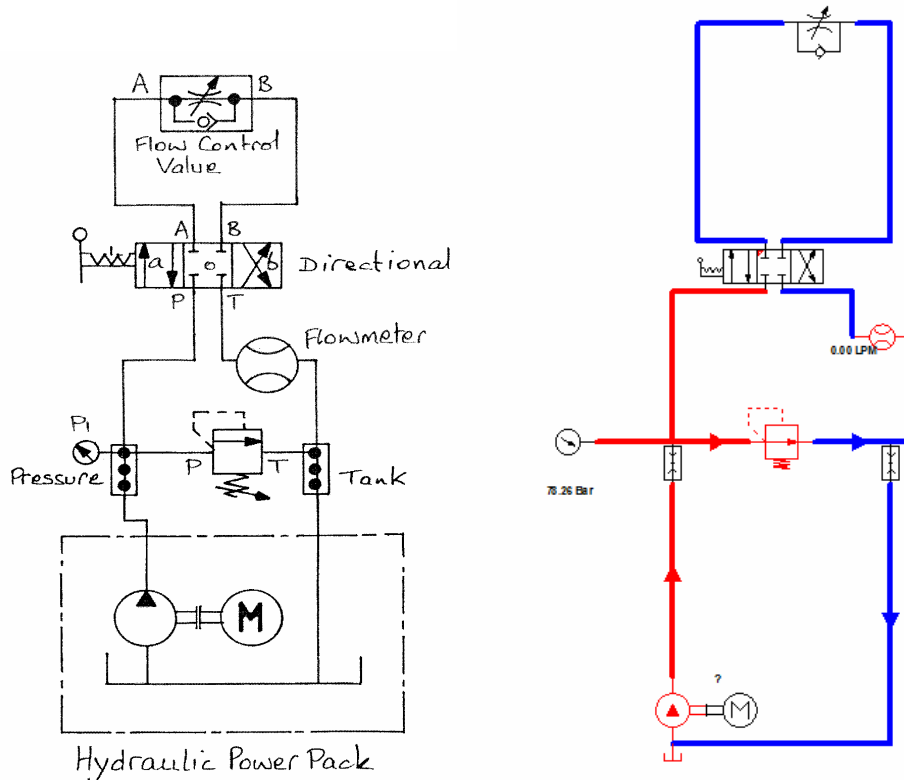 A
B
Flow Control
Value
A
B
a
o
b
Directional
P
T
Flowmeter
P1
P
T
Pressure
Tank
M
Hydraulic Power Pack
0.00 LPM
78.26 Bar
?
M